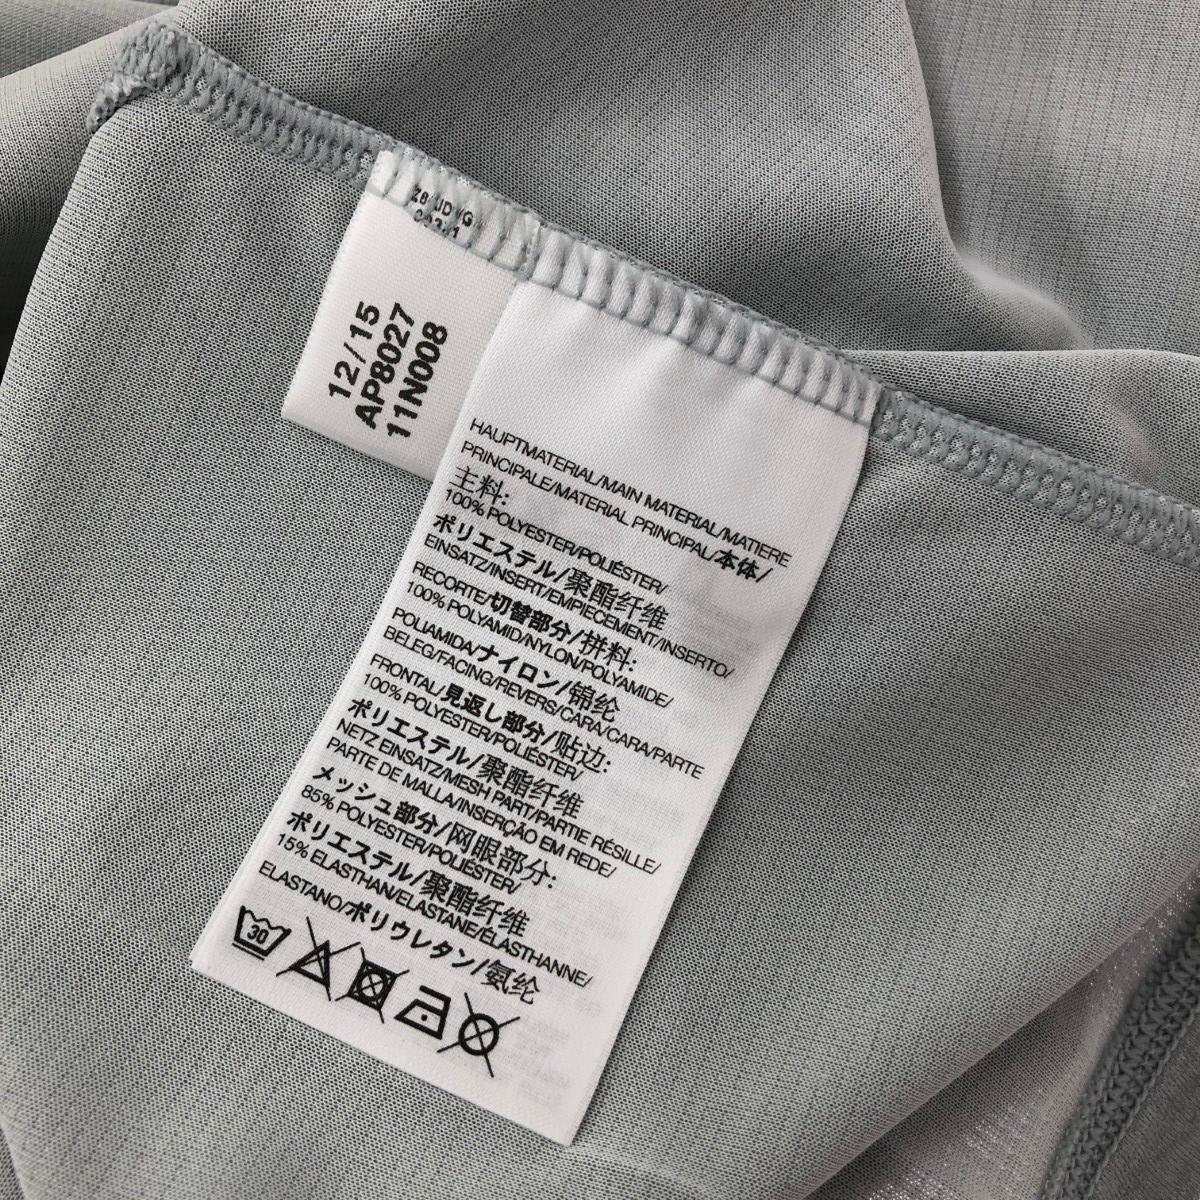 12/15
AP8027
11N008
HAUPTMATERIAL/MAIN MATERIAL/MATIERE
PRINCIPALE/MATERIAL PRINCIPAL/本体/
主料:
100% POLYESTER/POLIÉSTER/
ポリエステル/聚酯纤维
EINSATZ/INSERT/EMPIECEMENT/INSERTO/
RECORTE/切替部分/拼料:
100% POLYAMID/NYLON/POLYAMIDE/
POLIAMIDA/ナイロン/锦纶
BELEG/FACING/REVERS/CARA/CARA/PARTE
FRONTAL/見返し部分/贴边:
100% POLYESTER/POLIÉSTER/
ポリエステル/聚酯纤维
NETZ EINSATZ/MESH PART/PARTIE RÉSILLE/
PARTE DE MALLA/INSERÇÃO EM REDE/
メッシュ部分/网眼部分:
85% POLYESTER/POLIÉSTER/
ポリエステル/聚酯纤维
15% ELASTHAN/ELASTANE/ÉLASTHANNE/
ELASTANO/ポリウレタン/氨纶
30